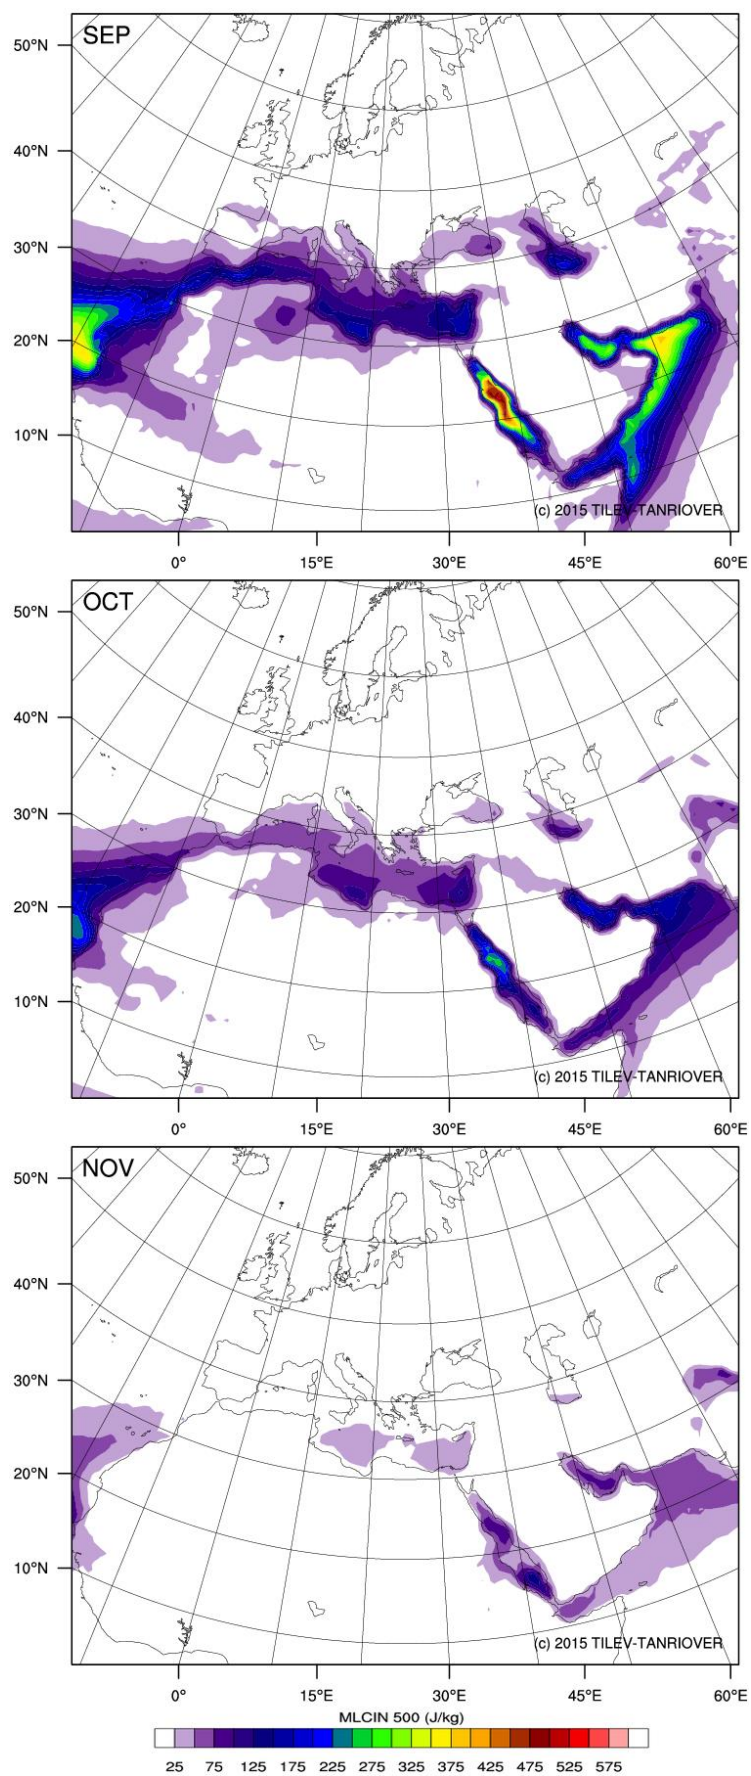 SEP
50°N
40°N
30°N
20°N
10°N
(c) 2015 TILEV-TANRIOVER
0° 15°E 30°E 45°E 60°E
OCT
50°N
40°N
30°N
20°N
10°N
(c) 2015 TILEV-TANRIOVER
0° 15°E 30°E 45°E 60°E
NOV
50°N
40°N
30°N
20°N
10°N
(c) 2015 TILEV-TANRIOVER
0° 15°E 30°E 45°E 60°E
MLCIN 500 (J/kg)
25 75 125 175 225 275 325 375 425 475 525 575